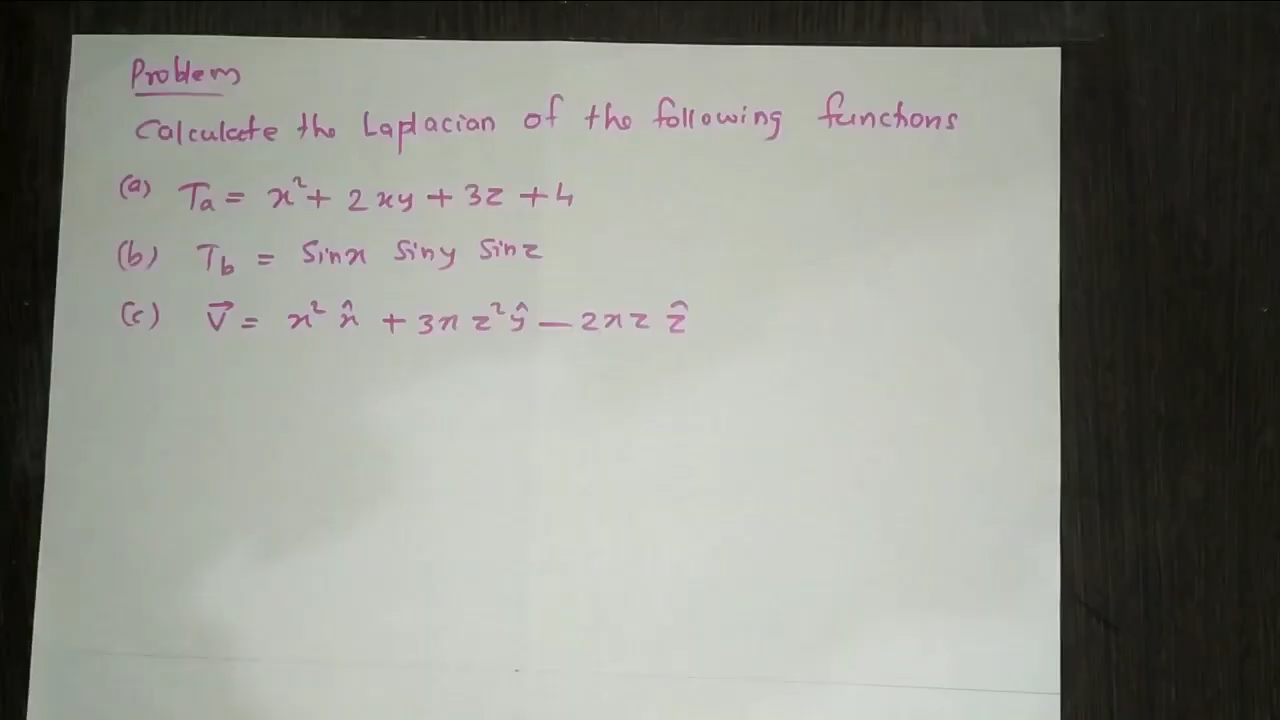 Problem
Calculate the Laplacian of the following functions
(a) Ta = x² + 2xy + 3z + 4
(b) Tb = Sinx Siny Sinz
(c) V⃗ = x² x̂ + 3xz² ŷ − 2xz ẑ